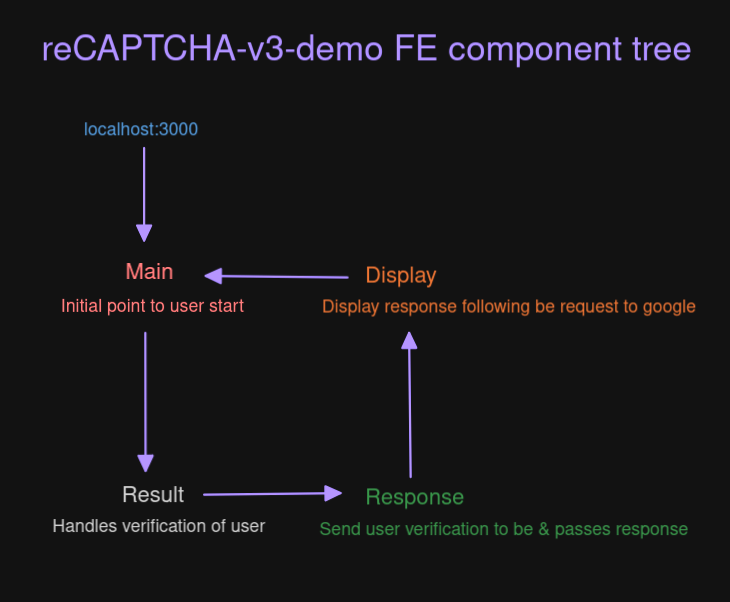 reCAPTCHA-v3-demo FE component tree
localhost:3000
Main
Initial point to user start
Display
Display response following be request to google
Result
Handles verification of user
Response
Send user verification to be & passes response